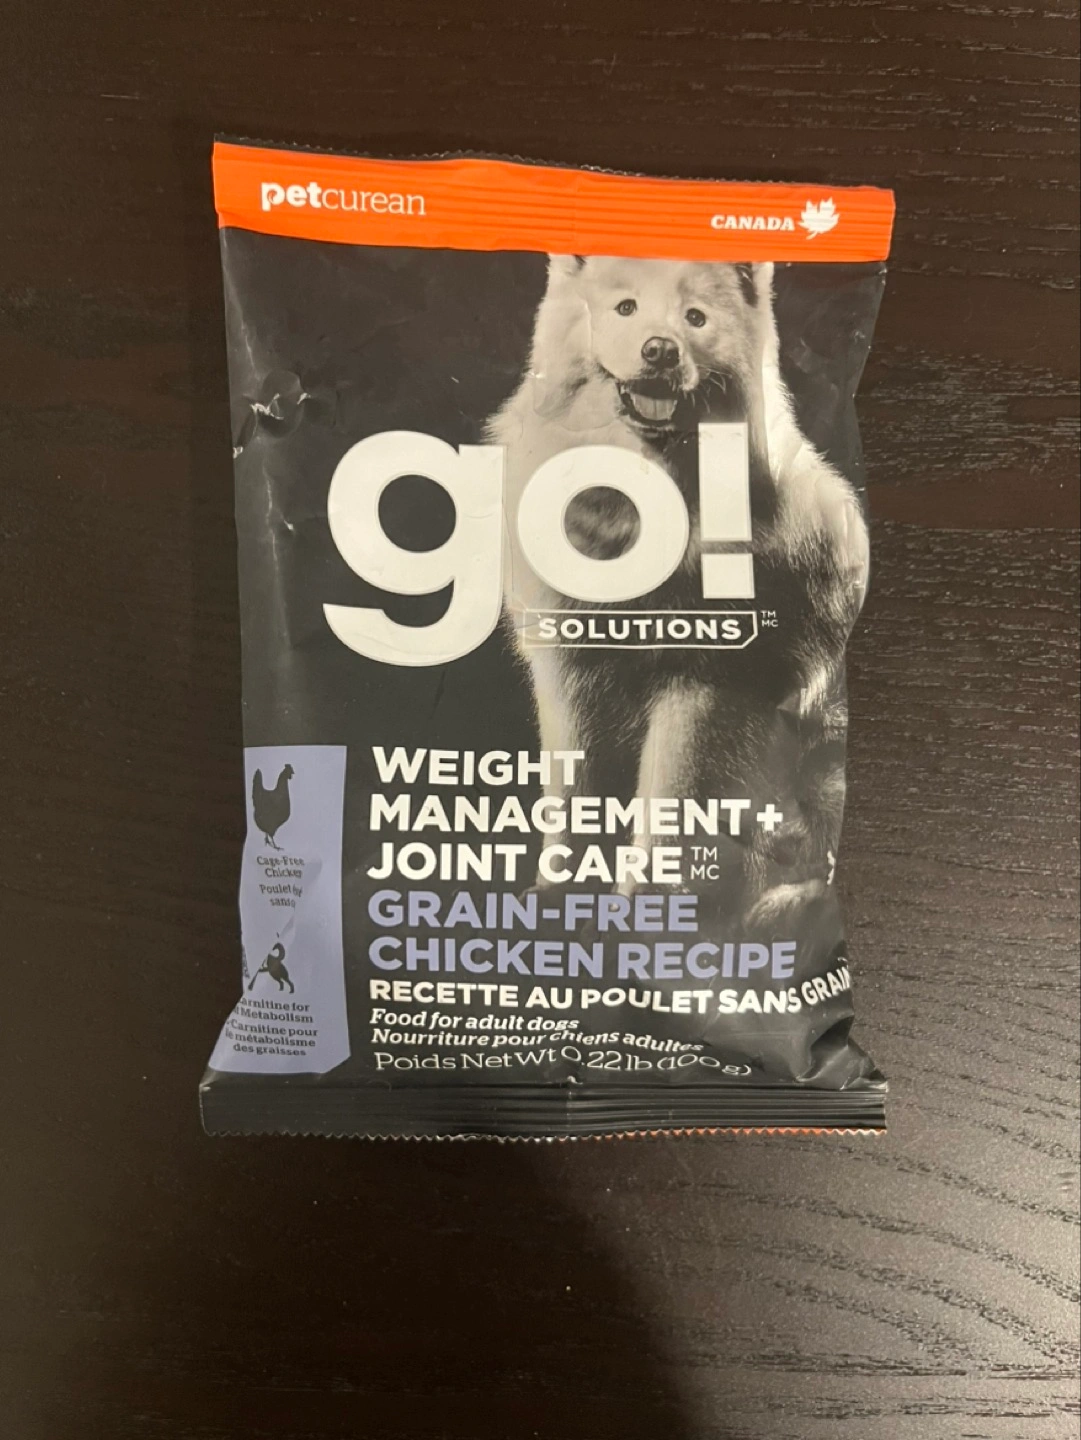 petcurean
CANADA
go!
SOLUTIONS TM MC
WEIGHT
MANAGEMENT+
JOINT CARE TM MC
GRAIN-FREE
CHICKEN RECIPE
RECETTE AU POULET SANS GRAIN
Food for adult dogs
Nourriture pour chiens adultes
Poids Net Wt 0.22 lb (100 g)
Cage-Free
Chicken
Poulet
sans
arnitine for
Metabolism
-Carnitine pour
le métabolisme
des graisses